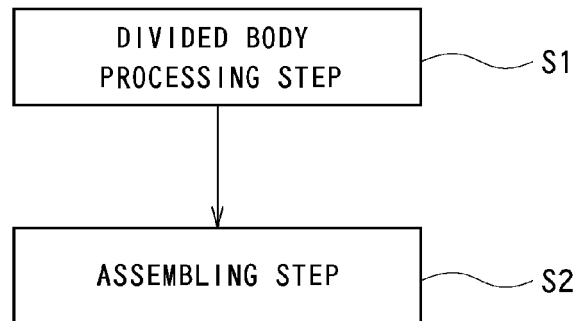 DIVIDED BODY
PROCESSING STEP
S1
ASSEMBLING STEP
S2